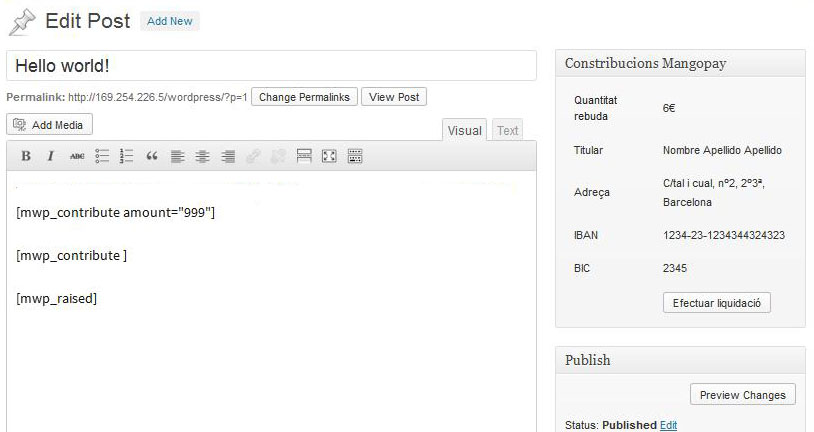 Edit Post Add New
Hello world!
Permalink: http://169.254.226.5/wordpress/?p=1 Change Permalinks View Post
Add Media
Visual Text
B I ABC
[mwp_contribute amount="999"]
[mwp_contribute ]
[mwp_raised]
Constribucions Mangopay
Quantitat
rebuda
6€
Titular Nombre Apellido Apellido
Adreça
C/tal i cual, nº2, 2º3ª,
Barcelona
IBAN 1234-23-1234344324323
BIC 2345
Efectuar liquidació
Publish
Preview Changes
Status: Published Edit